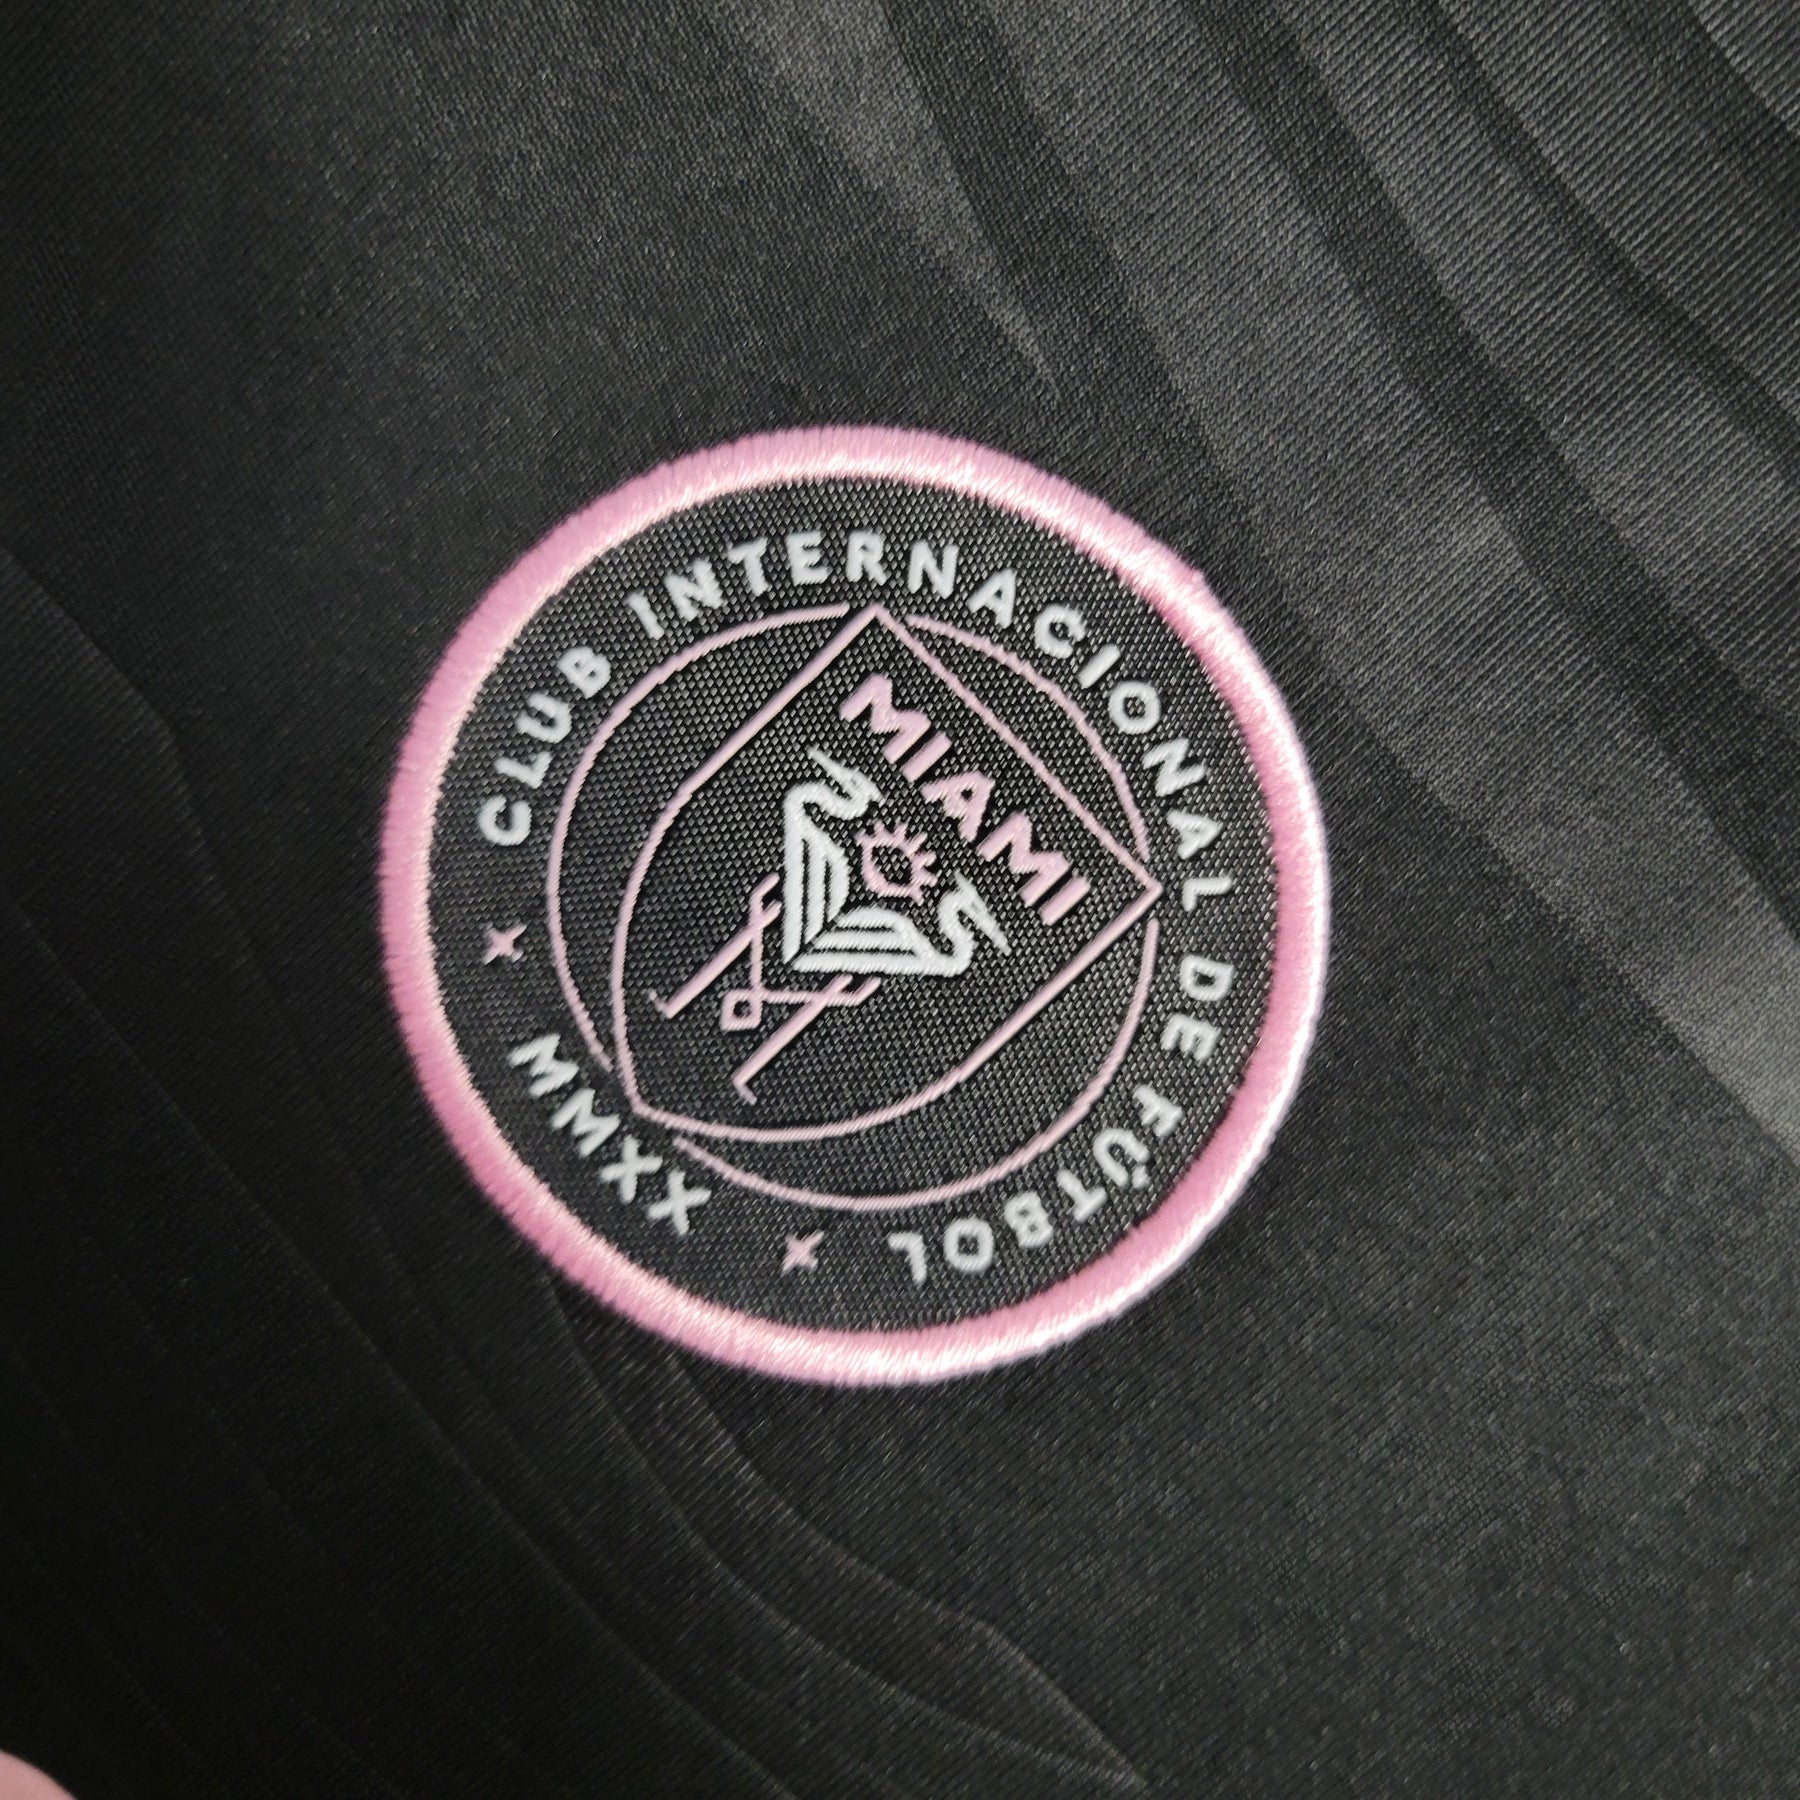 CLUB INTERNACIONAL DE FÚTBOL
MIAMI
MMXX